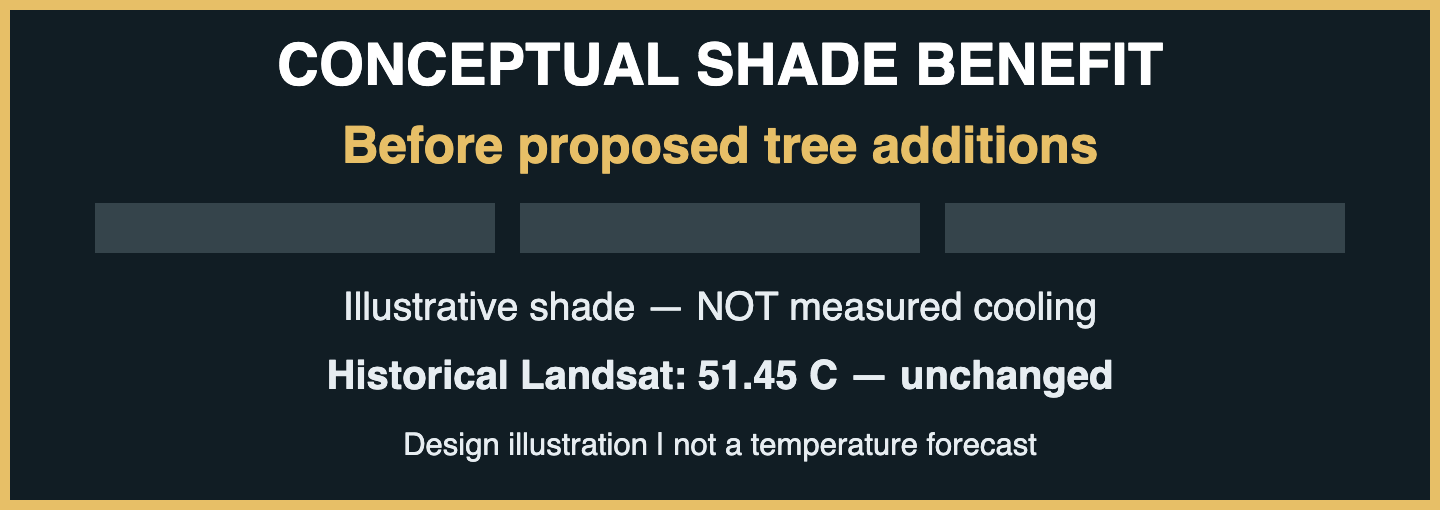 CONCEPTUAL SHADE BENEFIT
Before proposed tree additions
Illustrative shade — NOT measured cooling
Historical Landsat: 51.45 C — unchanged
Design illustration | not a temperature forecast